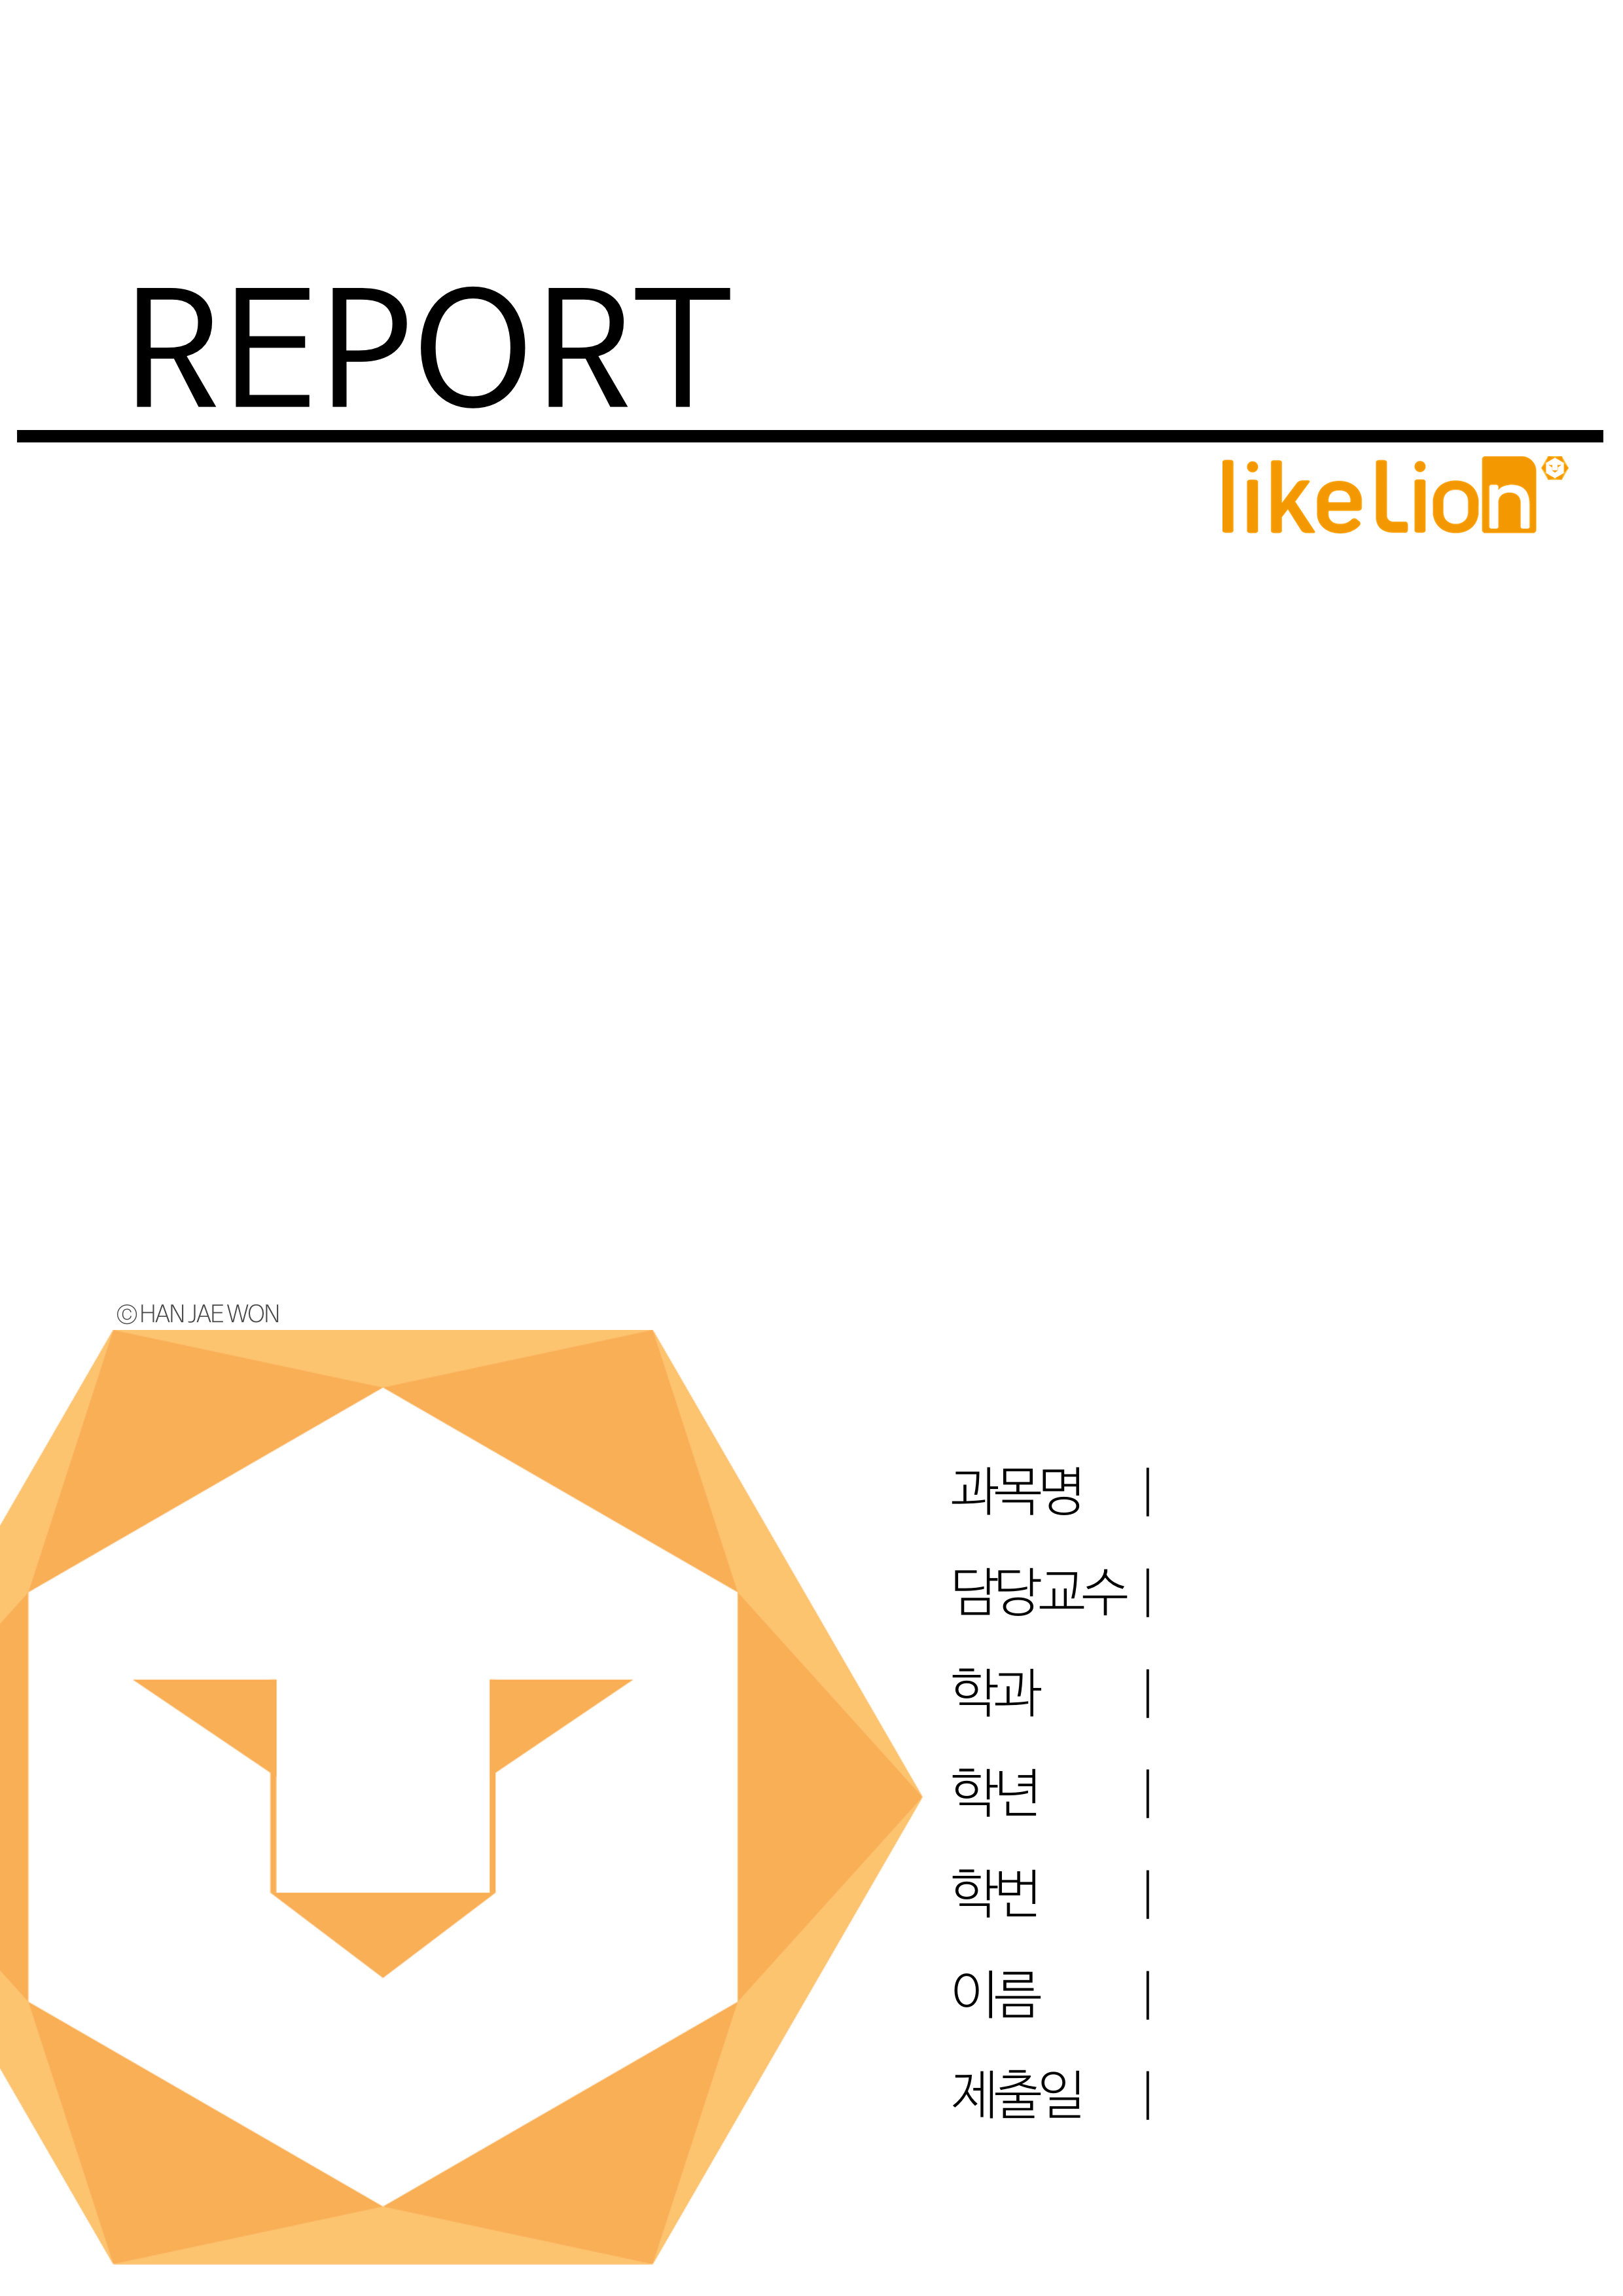 REPORT
likelion
ⓒ HAN JAE WON
과목명 |
담당교수 |
학과 |
학년 |
학번 |
이름 |
제출일 |